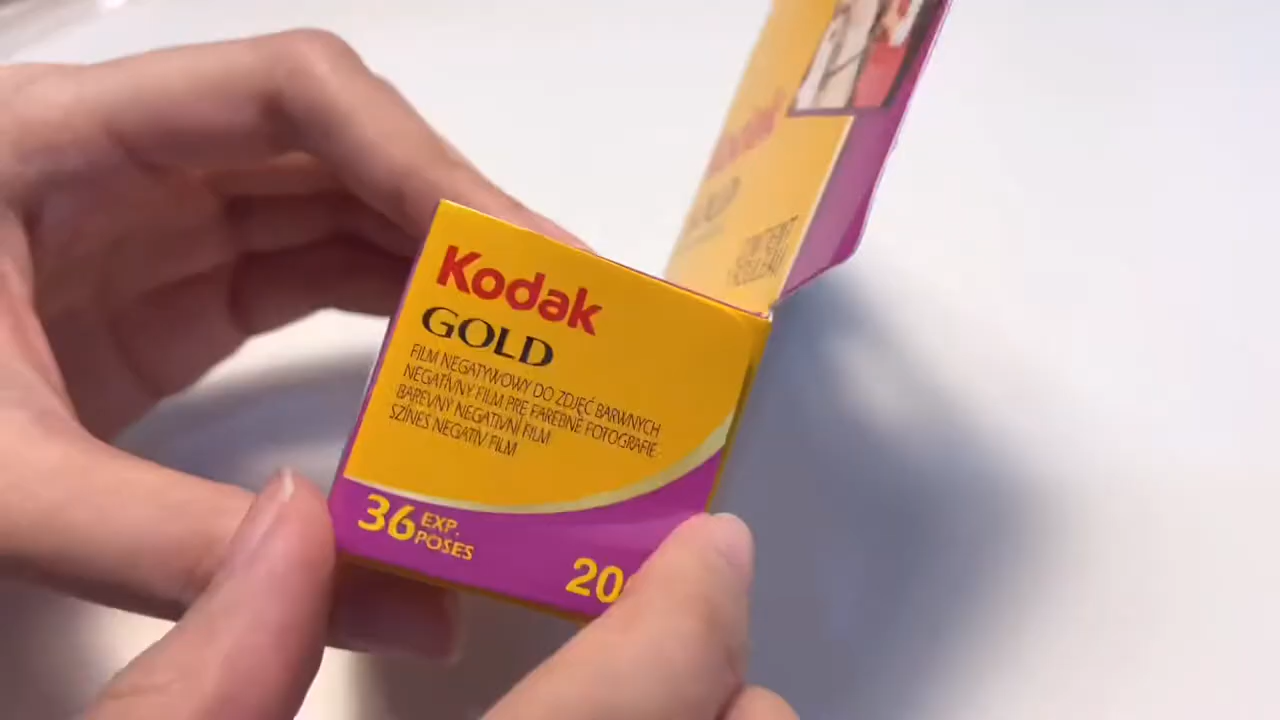 Kodak
GOLD
FILM NEGATYWOWY DO ZDJĘĆ BARWNYCH
NEGATÍVNY FILM PRE FAREBNÉ FOTOGRAFIE
BAREVNÝ NEGATIVNÍ FILM
SZÍNES NEGATÍV FILM
36 EXP.
POSES
20